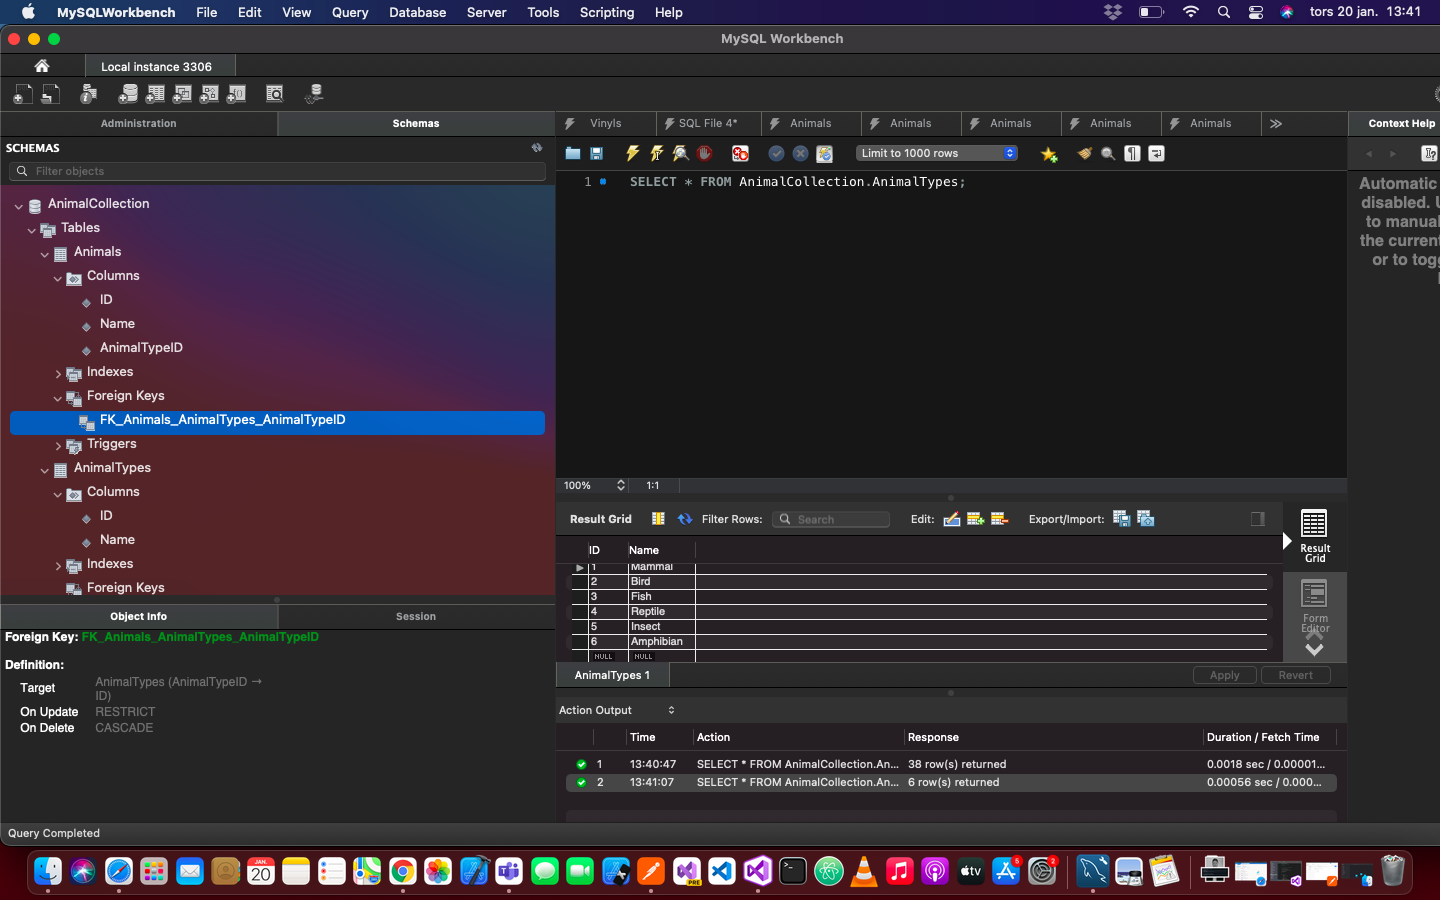 MySQLWorkbench File Edit View Query Database Server Tools Scripting Help tors 20 jan. 13:41
MySQL Workbench
Local instance 3306
Administration Schemas
Vinyls SQL File 4* Animals Animals Animals Animals Animals
Context Help
SCHEMAS
Filter objects
Limit to 1000 rows
1 SELECT * FROM AnimalCollection.AnimalTypes;
Automatic
disabled. U
to manual
the current
or to togg
AnimalCollection
Tables
Animals
Columns
ID
Name
AnimalTypeID
Indexes
Foreign Keys
FK_Animals_AnimalTypes_AnimalTypeID
Triggers
AnimalTypes
Columns
ID
Name
Indexes
Foreign Keys
100% 1:1
Result Grid Filter Rows: Search Edit: Export/Import:
ID Name
1 Mammal
2 Bird
3 Fish
4 Reptile
5 Insect
6 Amphibian
NULL NULL
Result
Grid
Form
Editor
AnimalTypes 1 Apply Revert
Object Info Session
Foreign Key: FK_Animals_AnimalTypes_AnimalTypeID
Definition:
Target AnimalTypes (AnimalTypeID →
ID)
On Update RESTRICT
On Delete CASCADE
Action Output
Time Action Response Duration / Fetch Time
1 13:40:47 SELECT * FROM AnimalCollection.An... 38 row(s) returned 0.0018 sec / 0.00001...
2 13:41:07 SELECT * FROM AnimalCollection.An... 6 row(s) returned 0.00056 sec / 0.000...
Query Completed
JAN.
20
PRE
tv
5
2